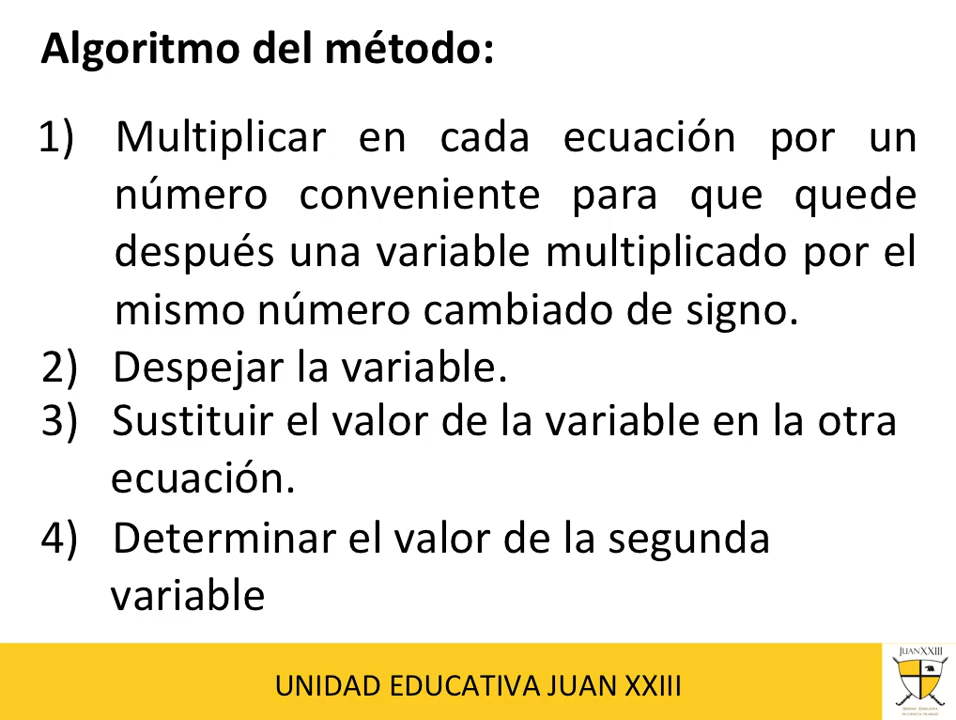 Algoritmo del método:
1) Multiplicar en cada ecuación por un
número conveniente para que quede
después una variable multiplicado por el
mismo número cambiado de signo.
2) Despejar la variable.
3) Sustituir el valor de la variable en la otra
ecuación.
4) Determinar el valor de la segunda
variable
UNIDAD EDUCATIVA JUAN XXIII
JUAN XXIII